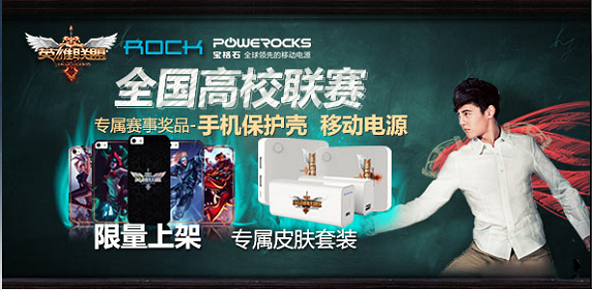 英雄联盟 ROCK POWEROCKS
宝格石 全球领先的移动电源
全国高校联赛
专属赛事奖品-手机保护壳 移动电源
限量上架 专属皮肤套装